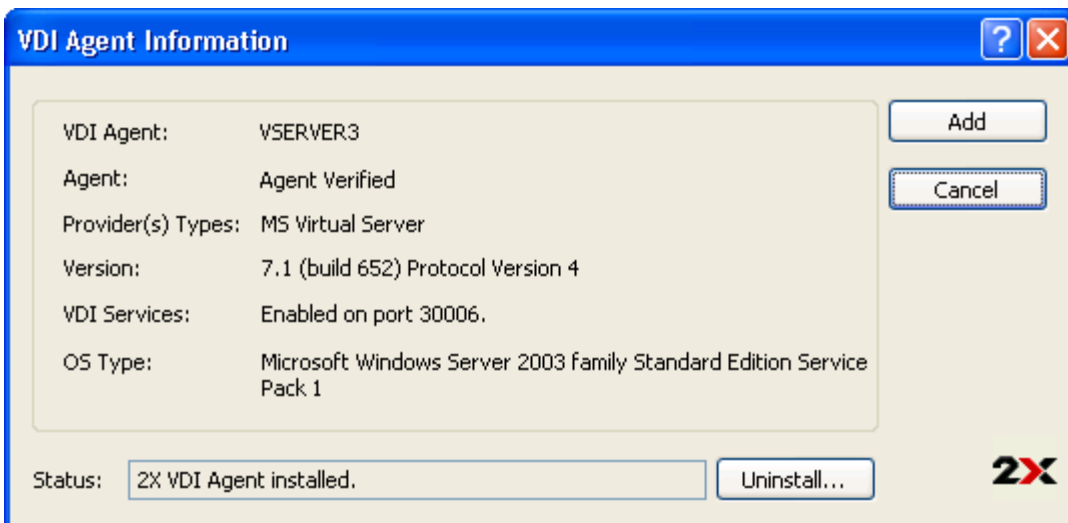 VDI Agent Information
VDI Agent: VSERVER3
Add
Agent: Agent Verified
Cancel
Provider(s) Types: MS Virtual Server
Version: 7.1 (build 652) Protocol Version 4
VDI Services: Enabled on port 30006.
OS Type: Microsoft Windows Server 2003 family Standard Edition Service
Pack 1
Status: 2X VDI Agent installed.
Uninstall...
2X